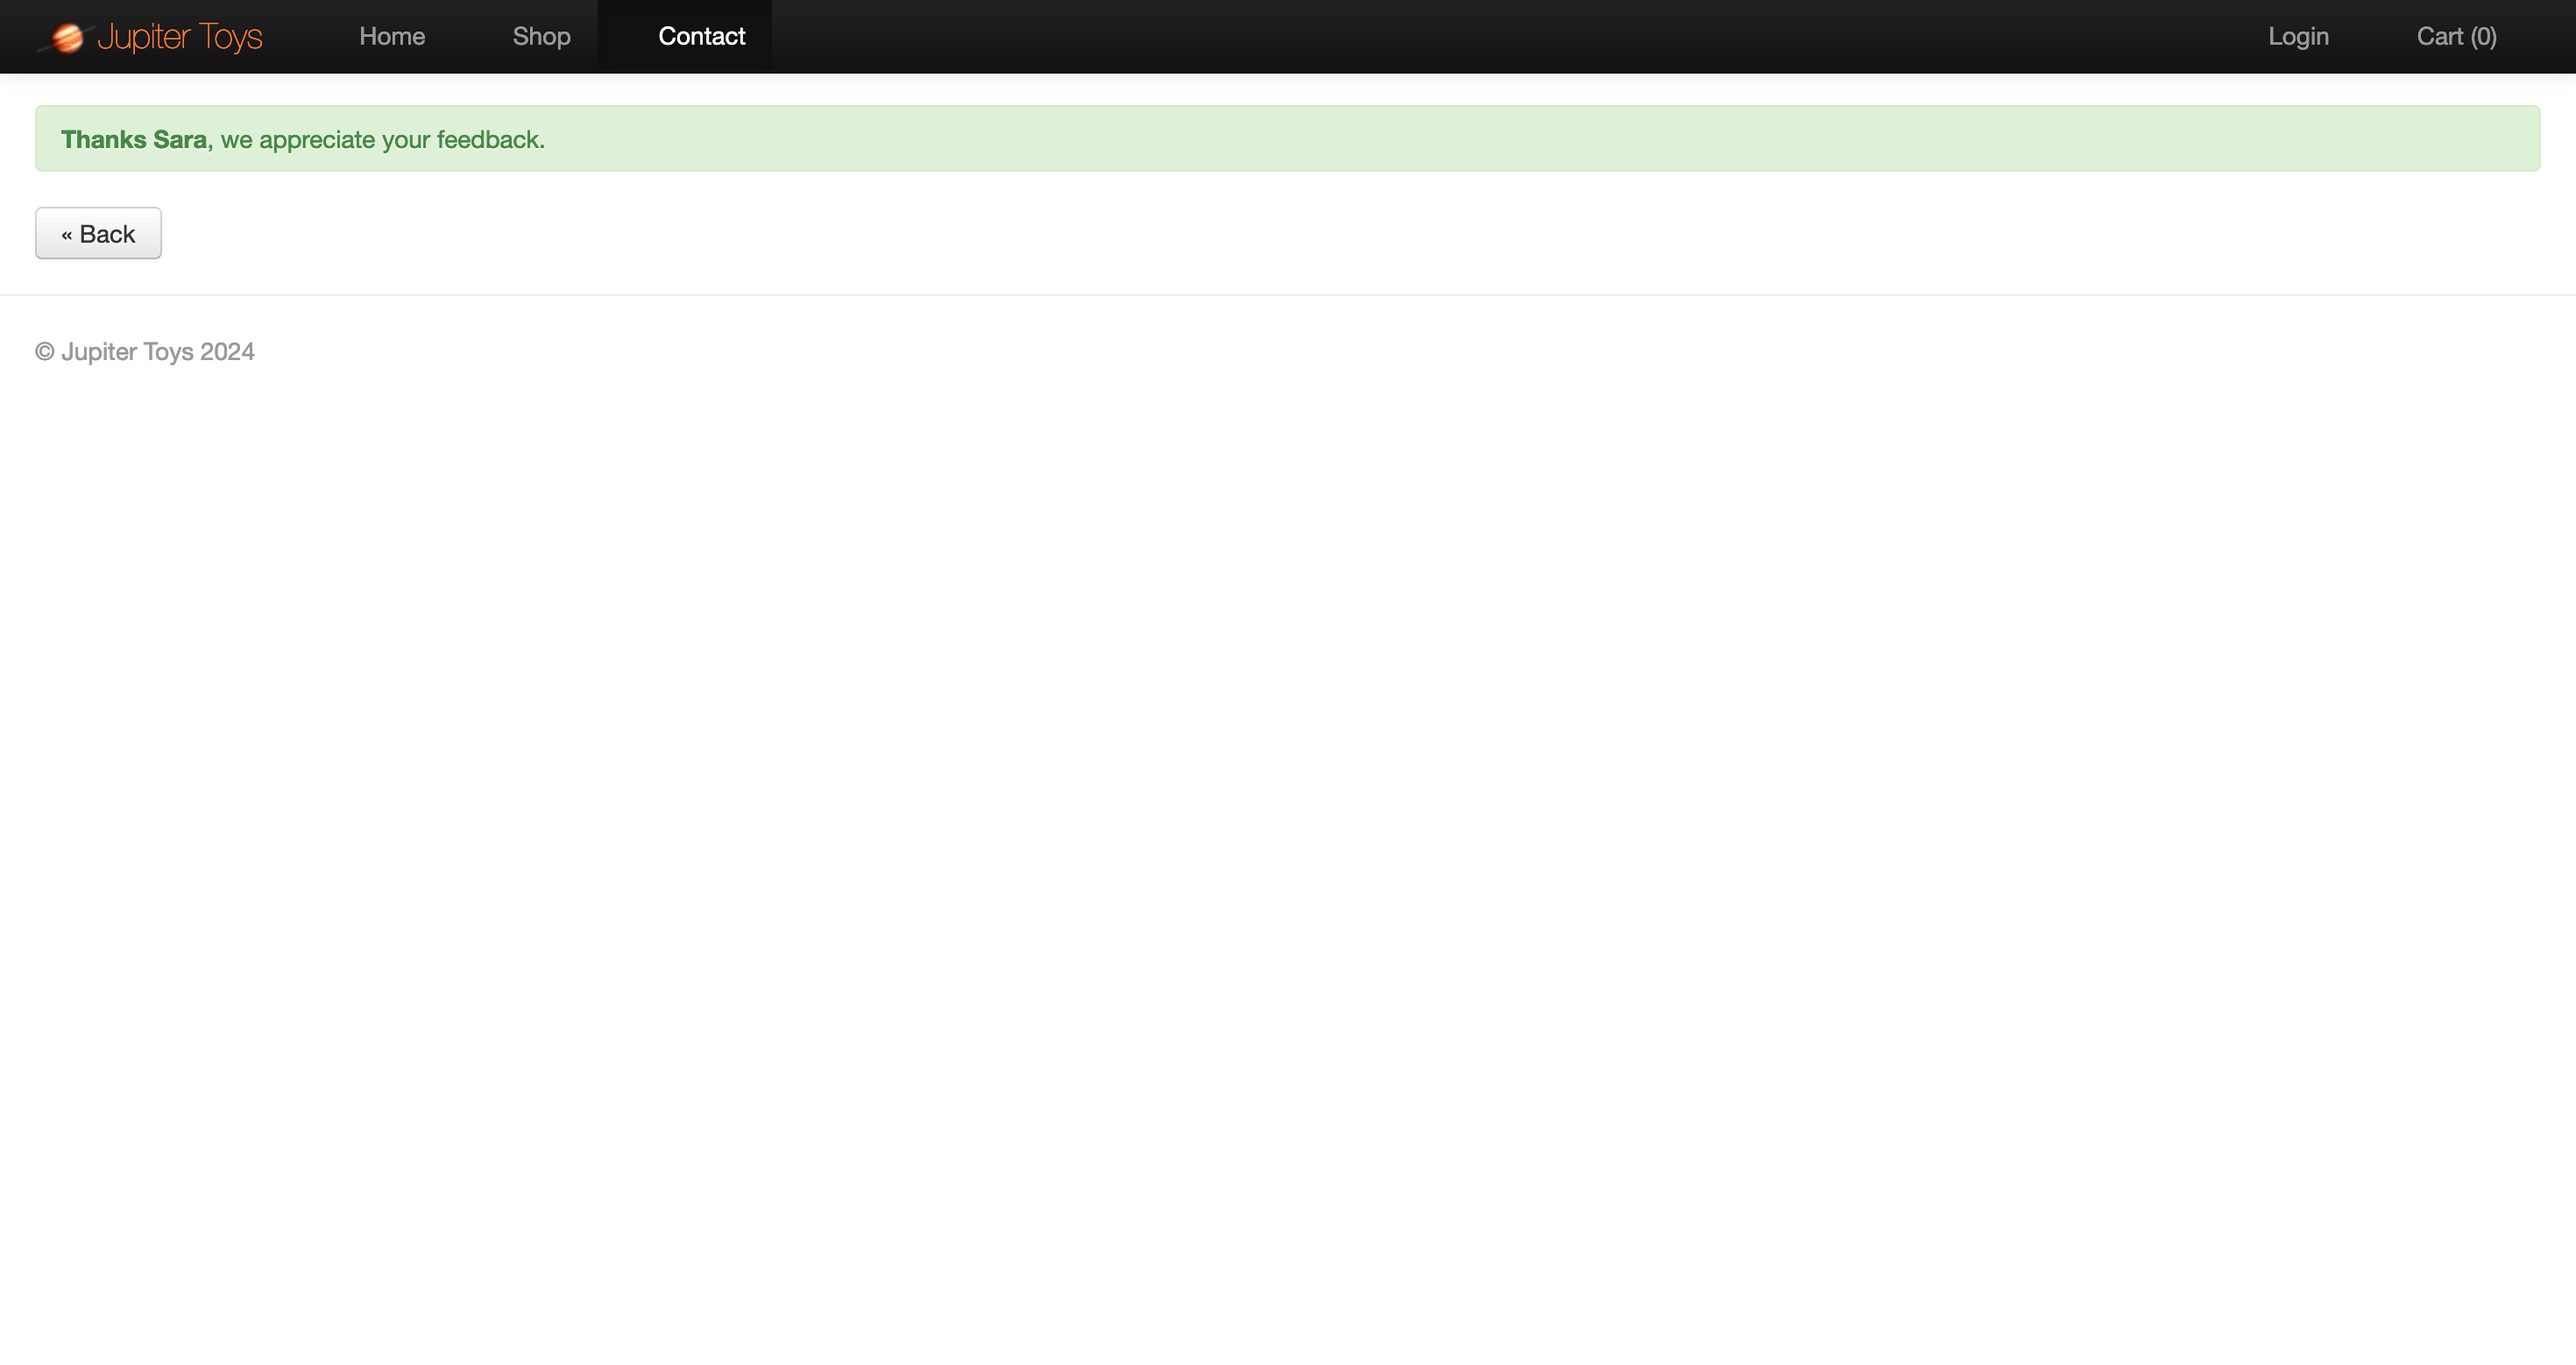 Jupiter Toys Home Shop Contact Login Cart (0)
Thanks Sara, we appreciate your feedback.
« Back
© Jupiter Toys 2024